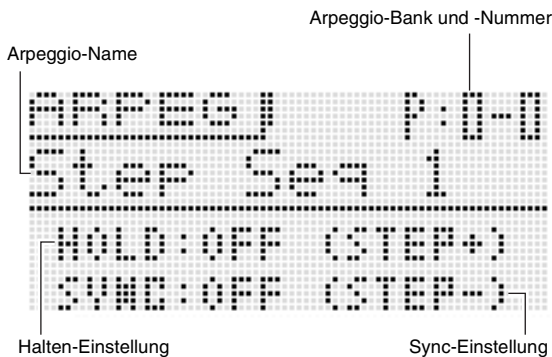 Arpeggio-Bank und -Nummer
Arpeggio-Name
ARPEG P:0-0
Step Seq 1
HOLD:OFF (STEP+)
SYNC:OFF (STEP-)
Halten-Einstellung Sync-Einstellung